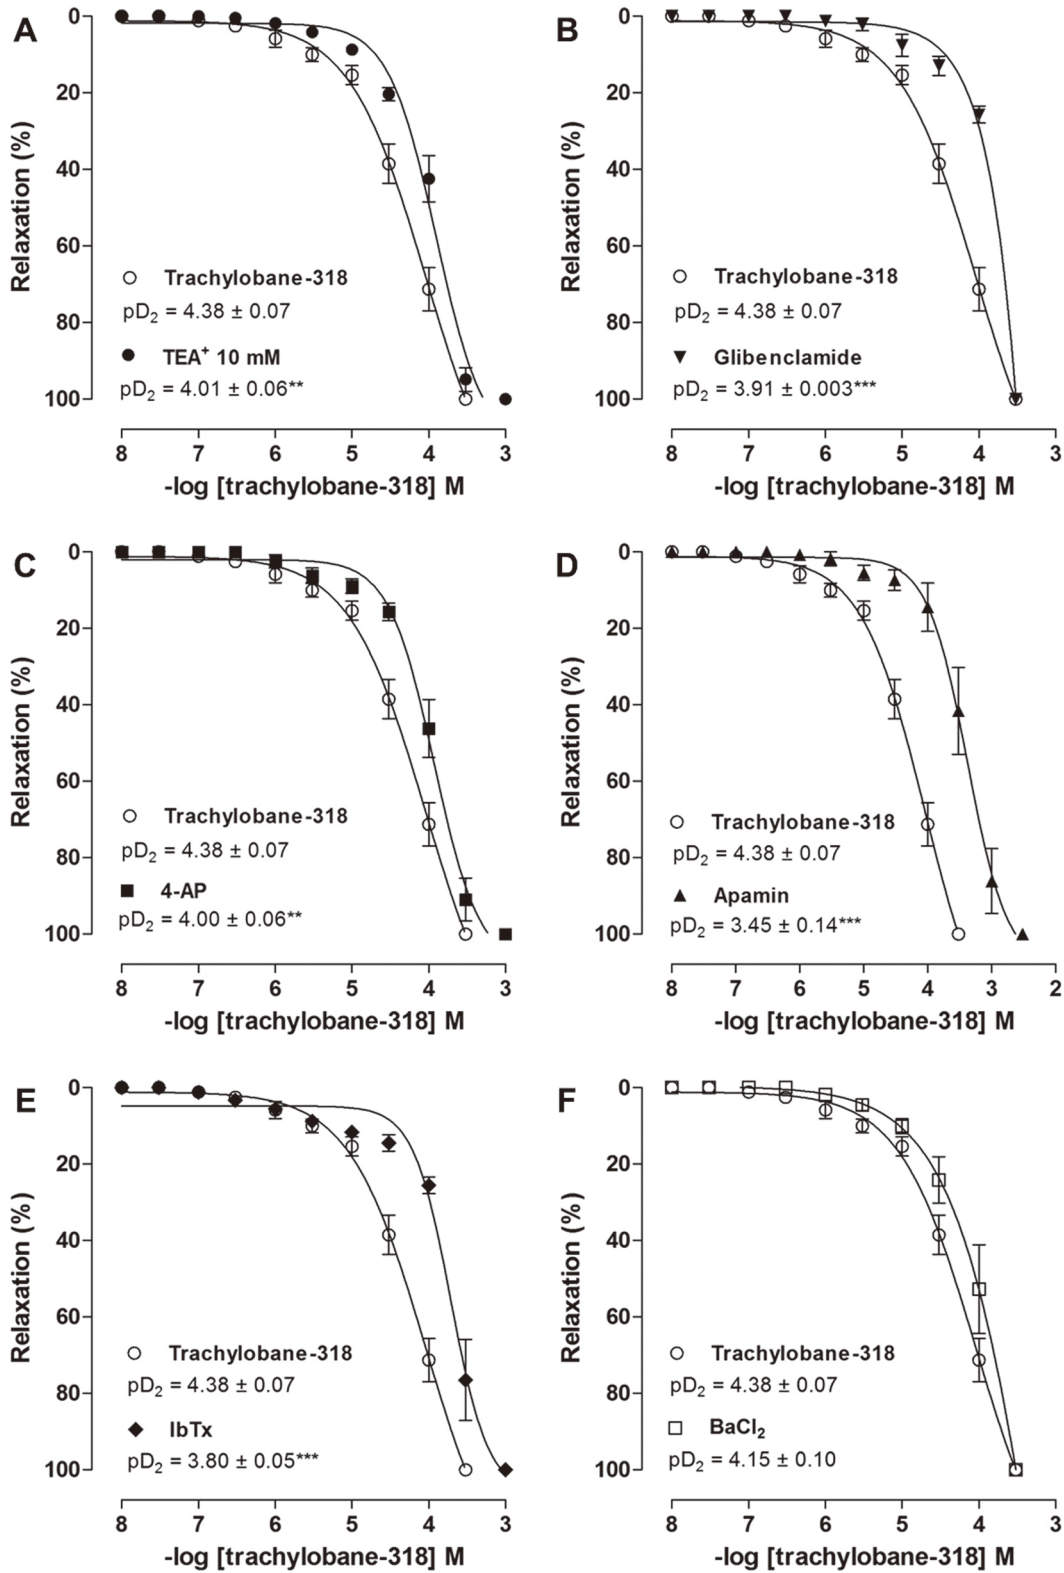 A
0
20
40
60
80
100
Relaxation (%)
Trachylobane-318
pD₂ = 4.38 ± 0.07
TEA⁺ 10 mM
pD₂ = 4.01 ± 0.06**
8 7 6 5 4 3
-log [trachylobane-318] M
B
0
20
40
60
80
100
Relaxation (%)
Trachylobane-318
pD₂ = 4.38 ± 0.07
Glibenclamide
pD₂ = 3.91 ± 0.003***
8 7 6 5 4 3
-log [trachylobane-318] M
C
0
20
40
60
80
100
Relaxation (%)
Trachylobane-318
pD₂ = 4.38 ± 0.07
4-AP
pD₂ = 4.00 ± 0.06**
8 7 6 5 4 3
-log [trachylobane-318] M
D
0
20
40
60
80
100
Relaxation (%)
Trachylobane-318
pD₂ = 4.38 ± 0.07
Apamin
pD₂ = 3.45 ± 0.14***
8 7 6 5 4 3 2
-log [trachylobane-318] M
E
0
20
40
60
80
100
Relaxation (%)
Trachylobane-318
pD₂ = 4.38 ± 0.07
IbTx
pD₂ = 3.80 ± 0.05***
8 7 6 5 4 3
-log [trachylobane-318] M
F
0
20
40
60
80
100
Relaxation (%)
Trachylobane-318
pD₂ = 4.38 ± 0.07
BaCl₂
pD₂ = 4.15 ± 0.10
8 7 6 5 4 3
-log [trachylobane-318] M